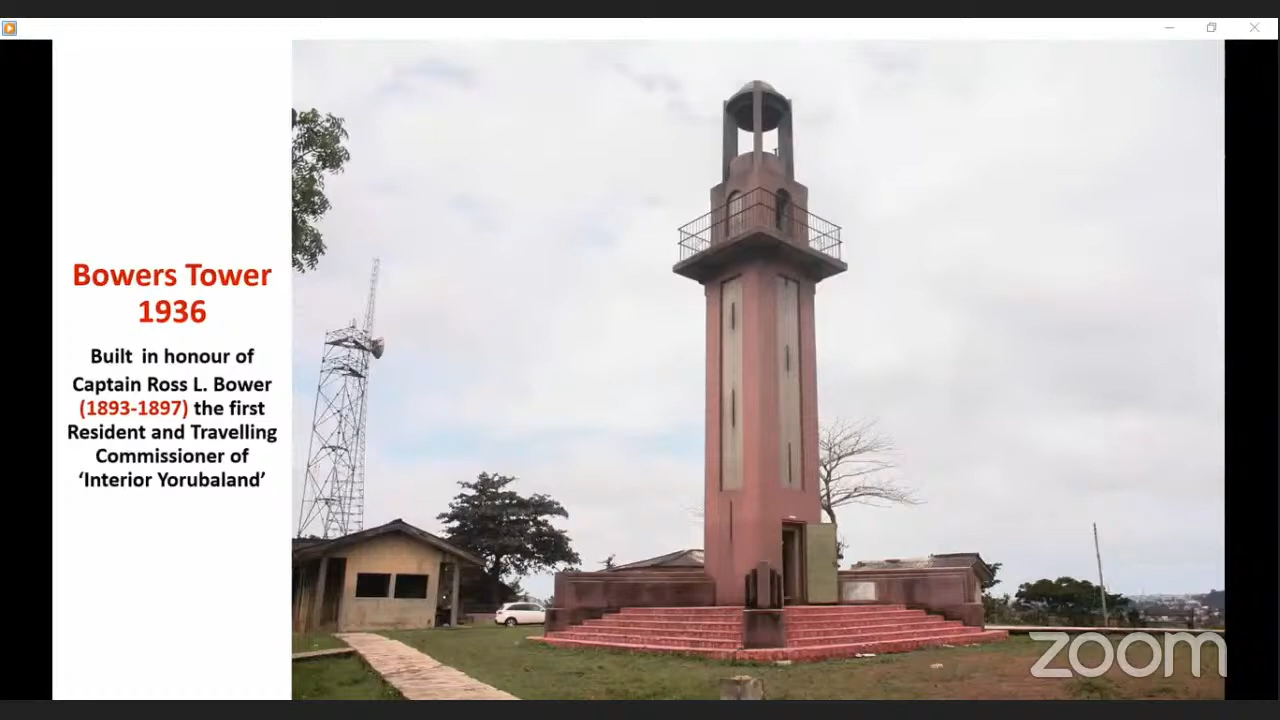 Bowers Tower
1936
Built in honour of
Captain Ross L. Bower
(1893-1897) the first
Resident and Travelling
Commissioner of
‘Interior Yorubaland’
zoom